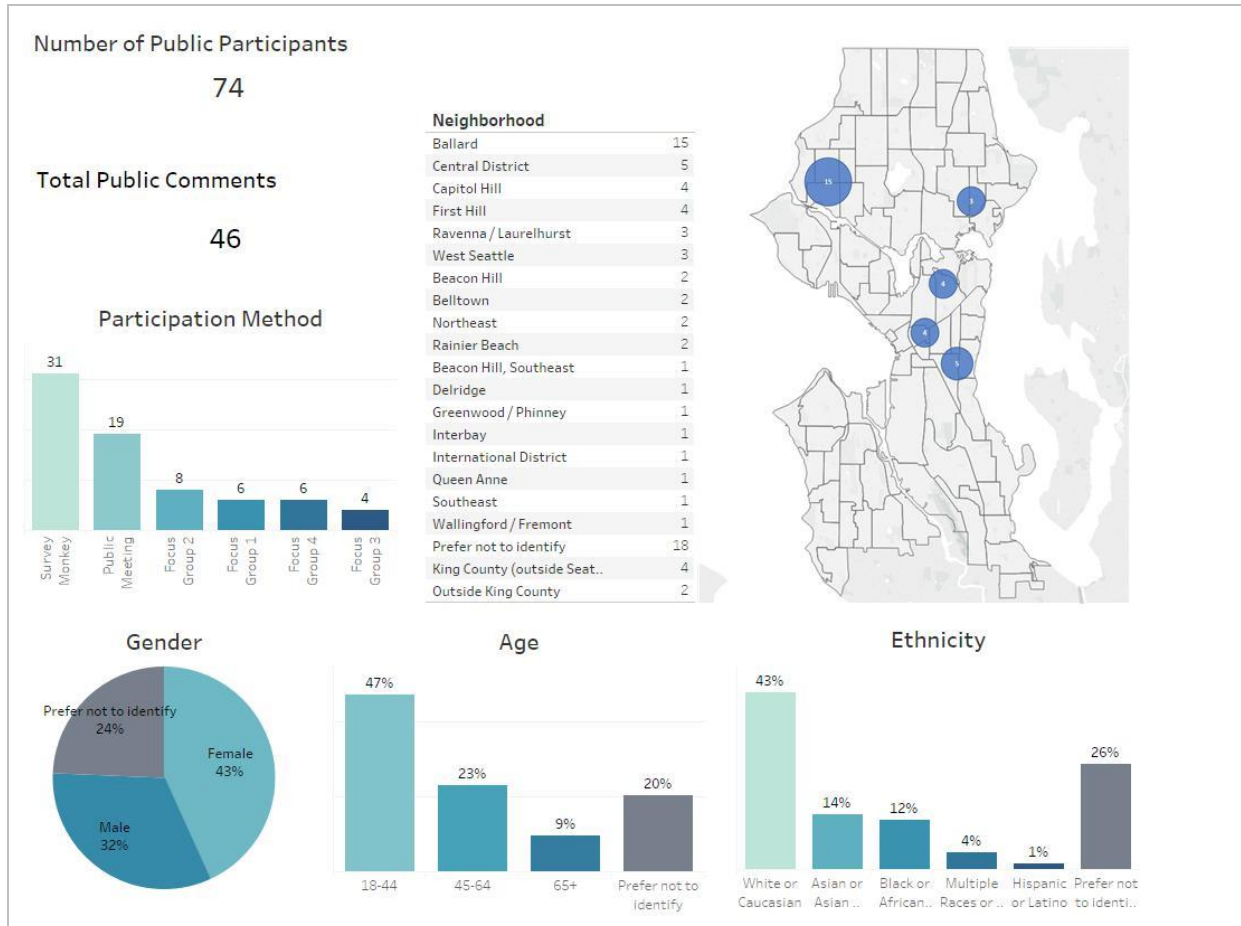 Number of Public Participants
74
Total Public Comments
46
Participation Method
31
19
8
6
6
4
Survey
Monkey
Public
Meeting
Focus
Group 2
Focus
Group 1
Focus
Group 4
Focus
Group 3
Neighborhood
Ballard 15
Central District 5
Capitol Hill 4
First Hill 4
Ravenna / Laurelhurst 3
West Seattle 3
Beacon Hill 2
Belltown 2
Northeast 2
Rainier Beach 2
Beacon Hill, Southeast 1
Delridge 1
Greenwood / Phinney 1
Interbay 1
International District 1
Queen Anne 1
Southeast 1
Wallingford / Fremont 1
Prefer not to identify 18
King County (outside Seat.. 4
Outside King County 2
15
3
4
4
5
Gender
Prefer not to identify
24%
Female
43%
Male
32%
Age
47%
23%
9%
20%
18-44
45-64
65+
Prefer not to
identify
Ethnicity
43%
14%
12%
4%
1%
26%
White or
Caucasian
Asian or
Asian ..
Black or
African..
Multiple
Races or ..
Hispanic
or Latino
Prefer not
to identi..